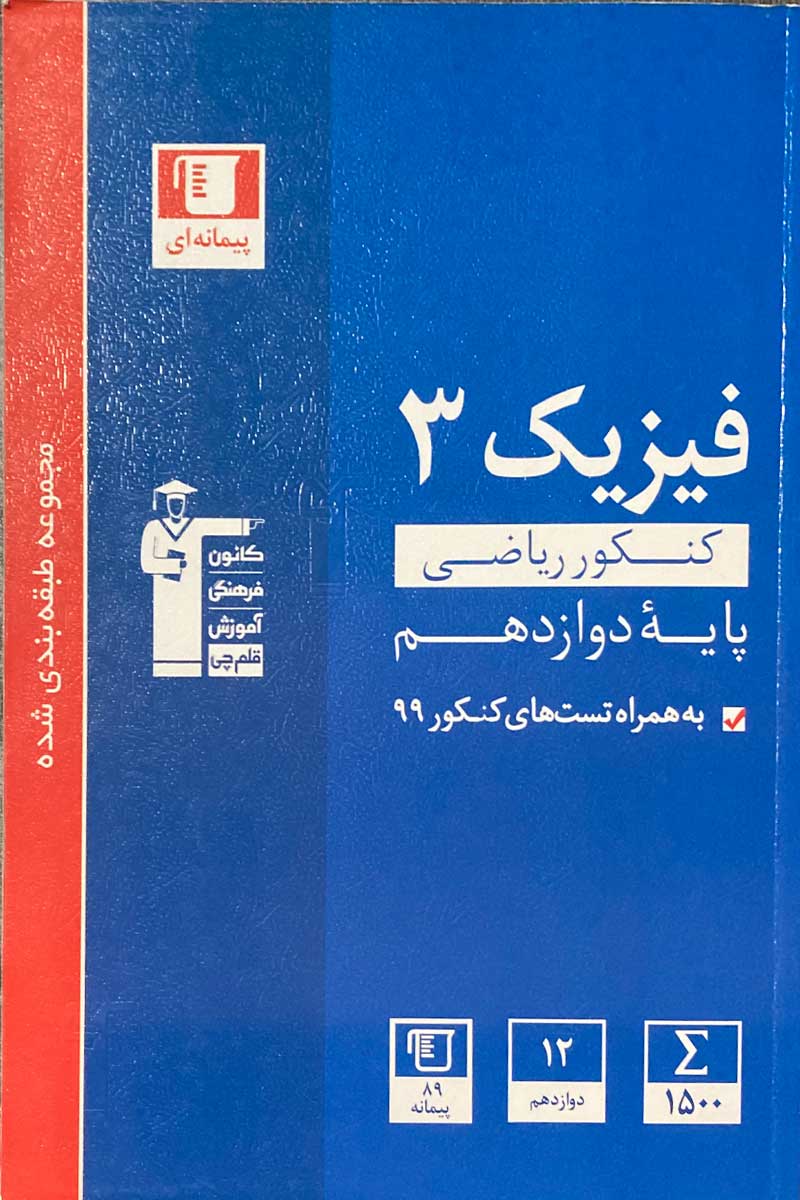 پیمانه‌ای
فیزیک ۳
کنکور ریاضی
پایهٔ دوازدهم
به همراه تست‌های کنکور ۹۹
کانون
فرهنگی
آموزش
قلم‌چی
مجموعه طبقه‌بندی شده
Σ
۱۵۰۰
۱۲
دوازدهم
۸۹
پیمانه